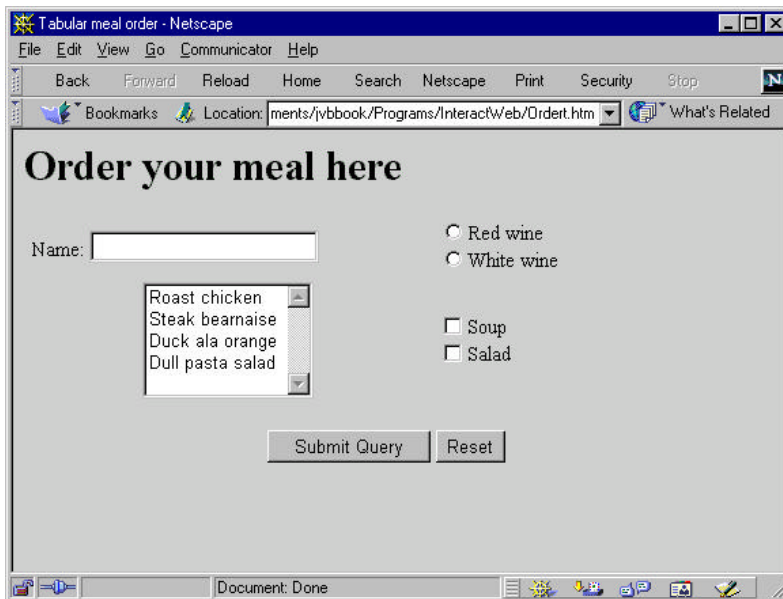 Tabular meal order - Netscape
File Edit View Go Communicator Help
Back Forward Reload Home Search Netscape Print Security Stop N
Bookmarks Location: ments/jvbbook/Programs/InteractWeb/Ordert.htm What's Related
Order your meal here
Name:
Red wine
White wine
Roast chicken
Steak bearnaise
Duck ala orange
Dull pasta salad
Soup
Salad
Submit Query Reset
Document: Done